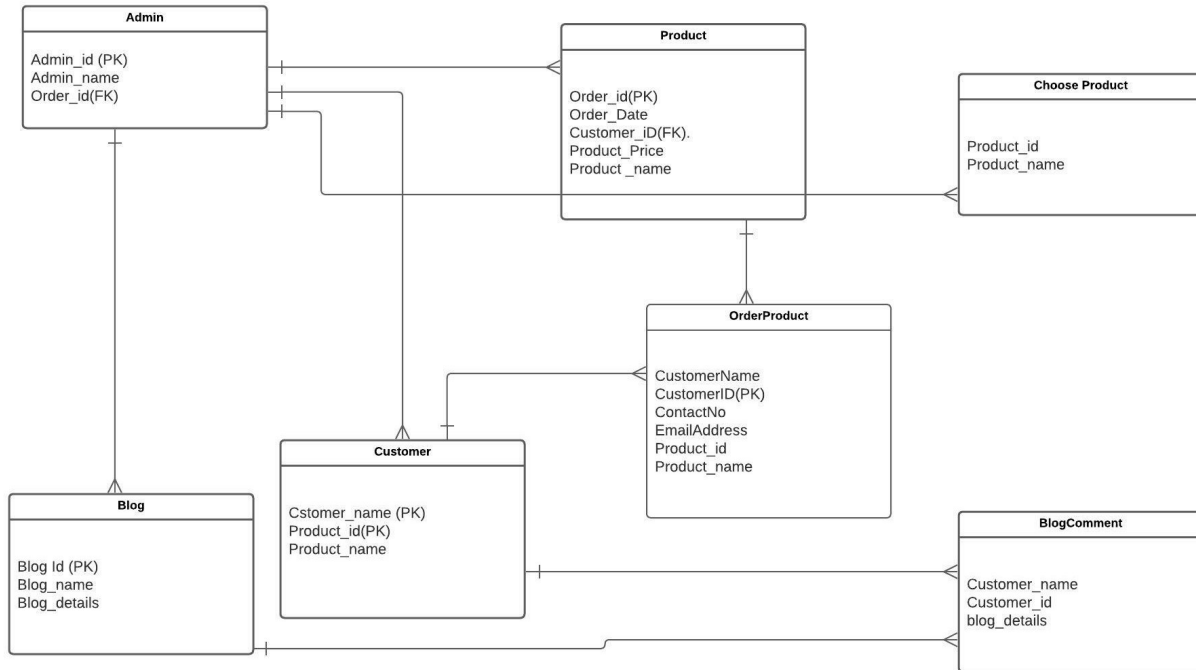 Admin
Admin_id (PK)
Admin_name
Order_id(FK)
Product
Order_id(PK)
Order_Date
Customer_iD(FK).
Product_Price
Product _name
Choose Product
Product_id
Product_name
OrderProduct
CustomerName
CustomerID(PK)
ContactNo
EmailAddress
Product_id
Product_name
Customer
Cstomer_name (PK)
Product_id(PK)
Product_name
Blog
Blog Id (PK)
Blog_name
Blog_details
BlogComment
Customer_name
Customer_id
blog_details